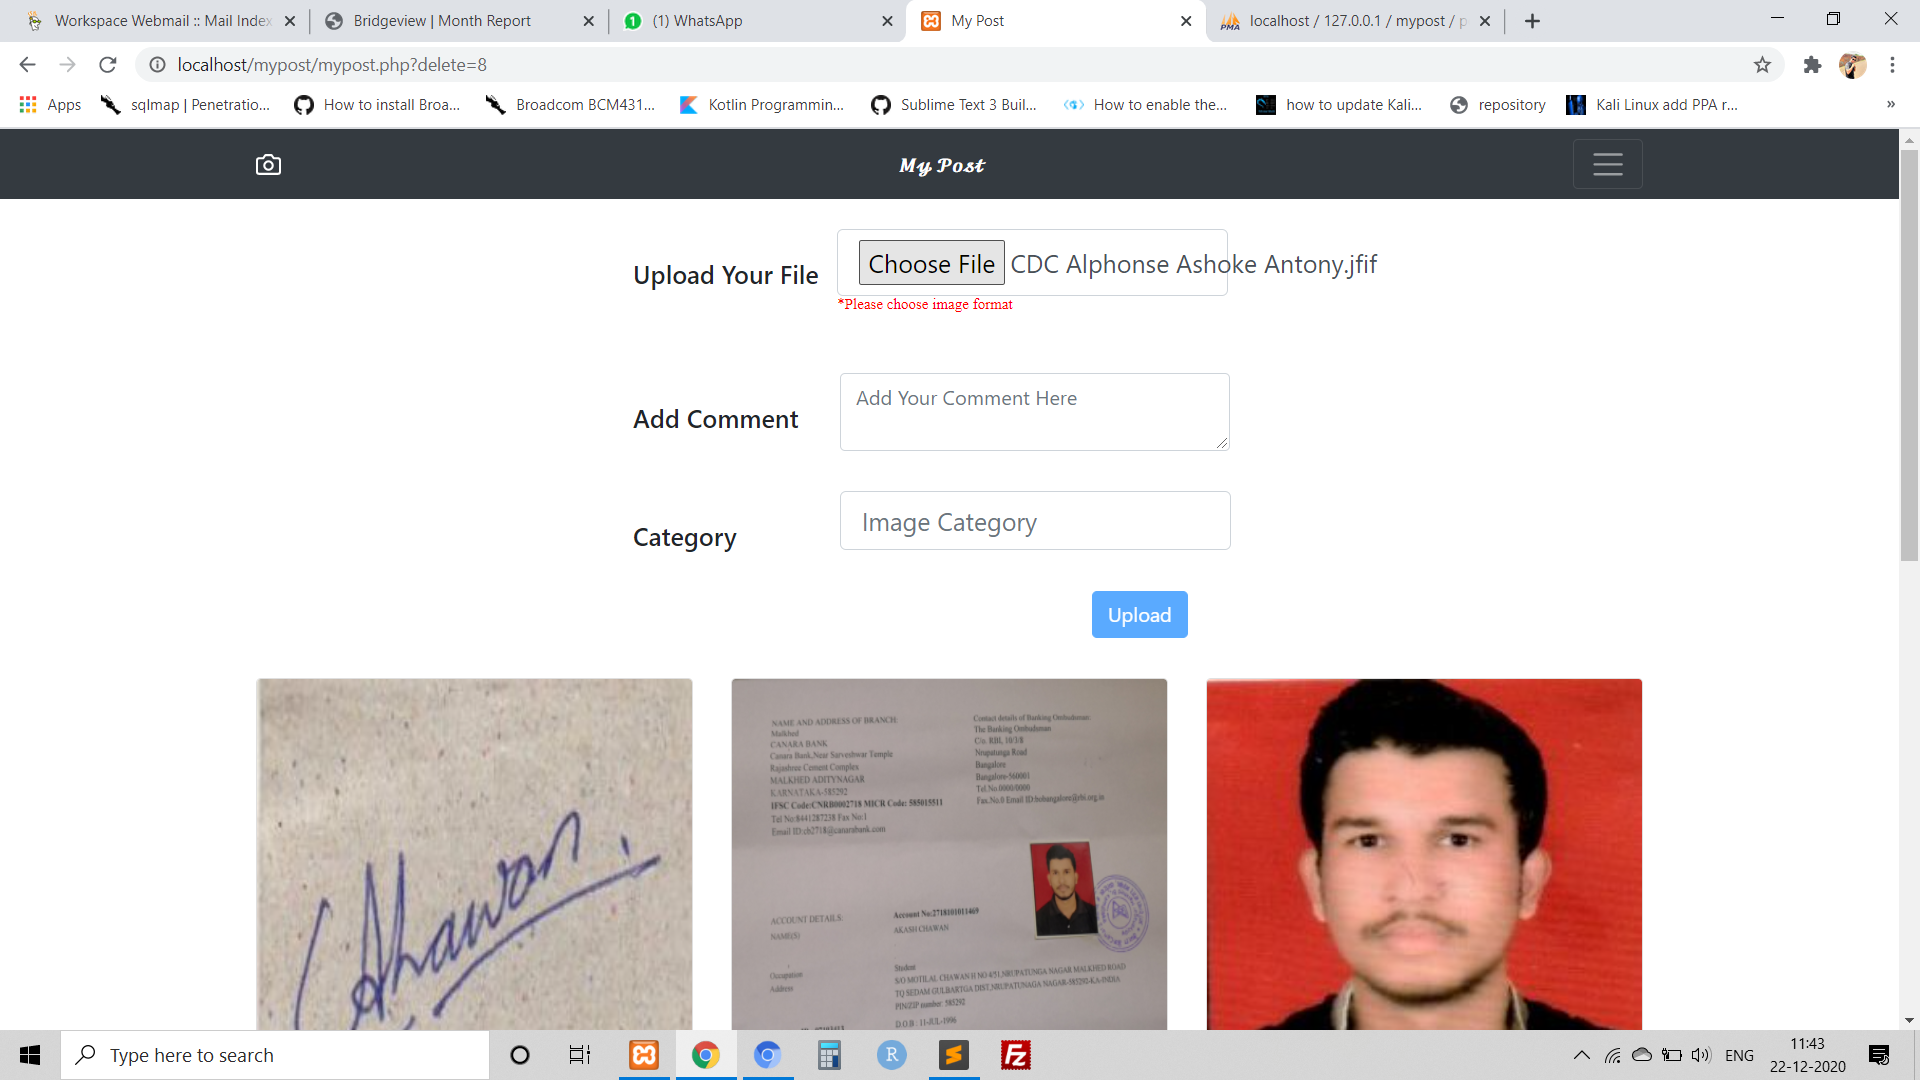 Workspace Webmail :: Mail Index
Bridgeview | Month Report
(1) WhatsApp
My Post
localhost / 127.0.0.1 / mypost / p
localhost/mypost/mypost.php?delete=8
Apps
sqlmap | Penetratio...
How to install Broa...
Broadcom BCM431...
Kotlin Programmin...
Sublime Text 3 Buil...
How to enable the...
how to update Kali...
repository
Kali Linux add PPA r...
»
My Post
Upload Your File
Choose File CDC Alphonse Ashoke Antony.jfif
*Please choose image format
Add Comment
Add Your Comment Here
Category
Image Category
Upload
Chawan
NAME AND ADDRESS OF BRANCH:
Malkhed
CANARA BANK
Canara Bank,Near Sarveshwar Temple
Rajashree Cement Complex
MALKHED ADITYNAGAR
KARNATAKA-585292
IFSC Code:CNRB0002718 MICR Code: 585015511
Tel No:8441287238 Fax No:1
Email ID:cb2718@canarabank.com
Contact details of Banking Ombudsman:
The Banking Ombudsman
C/o. RBI, 10/3/8
Nrupatunga Road
Bangalore
Bangalore-560001
Tel.No.0000/0000
Fax.No.0 Email ID:bobangalore@rbi.org.in
ACCOUNT DETAILS:
Account No:2718101011469
NAME(S)
AKASH CHAWAN
Occupation
Student
Address
S/O MOTILAL CHAWAN H NO 4/51,NRUPATUNGA NAGAR MALKHED ROAD
TQ SEDAM GULBARTGA DIST,NRUPATUNAGA NAGAR-585292-KA-INDIA
PIN/ZIP number: 585292
D.O.B : 11-JUL-1996
Type here to search
ENG
11:43
22-12-2020